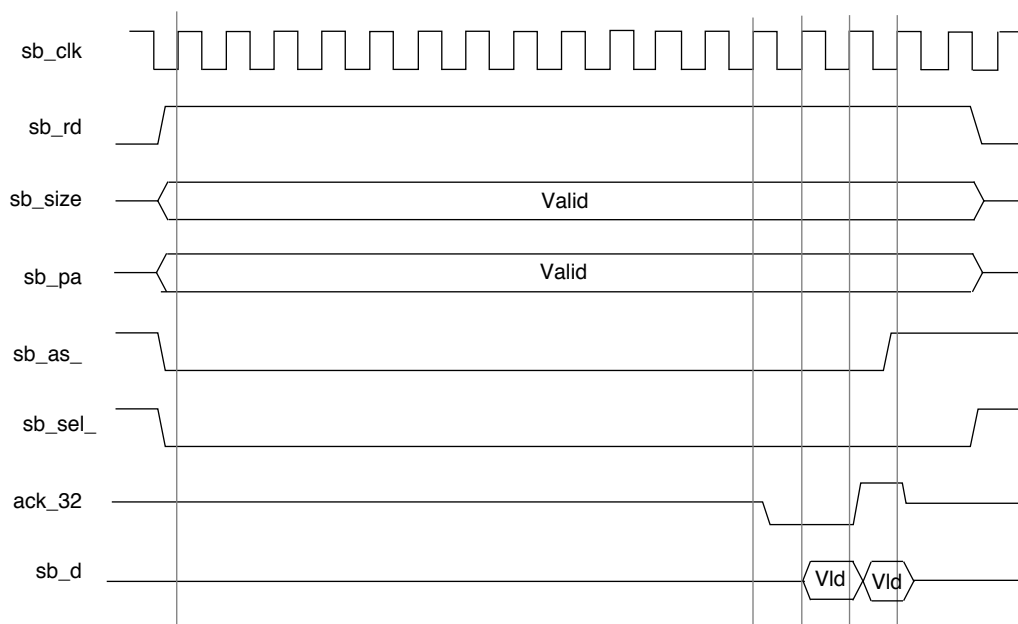 sb_clk
sb_rd
sb_size
Valid
sb_pa
Valid
sb_as_
sb_sel_
ack_32
sb_d
Vld
Vld